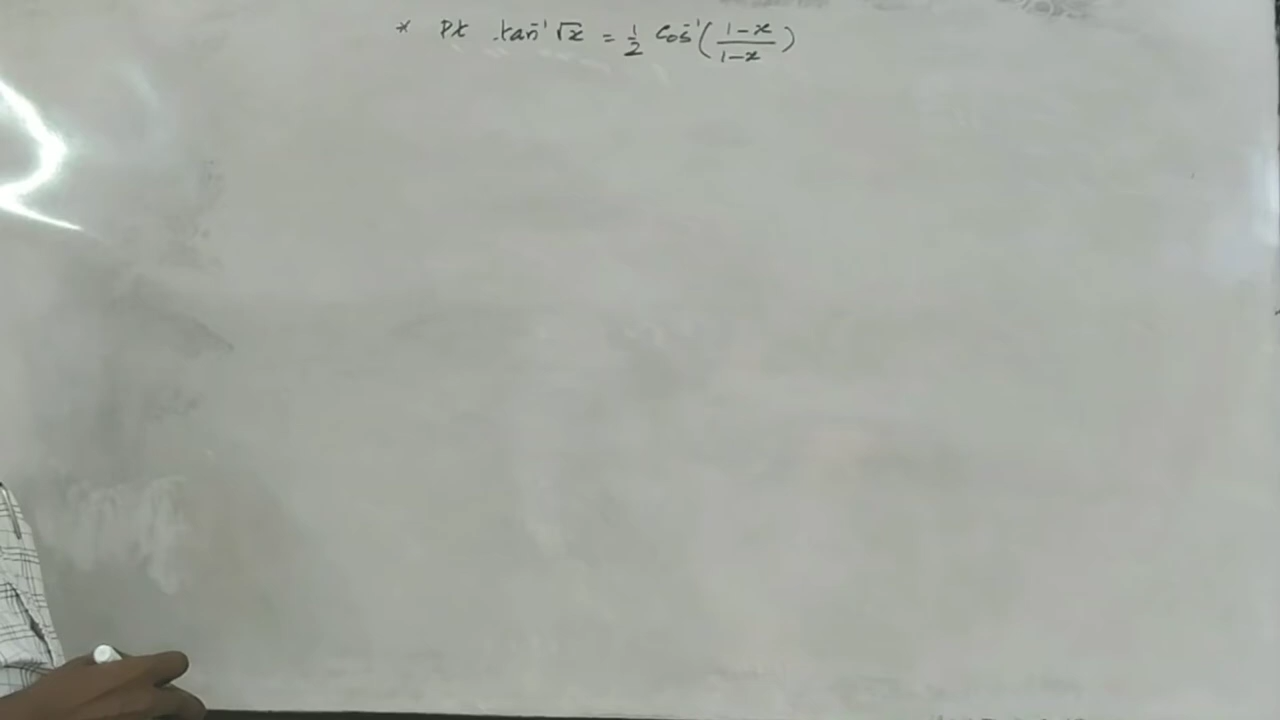 * Pt tan⁻¹ √x = 1/2 Cos⁻¹ ( 1-x / 1-x )